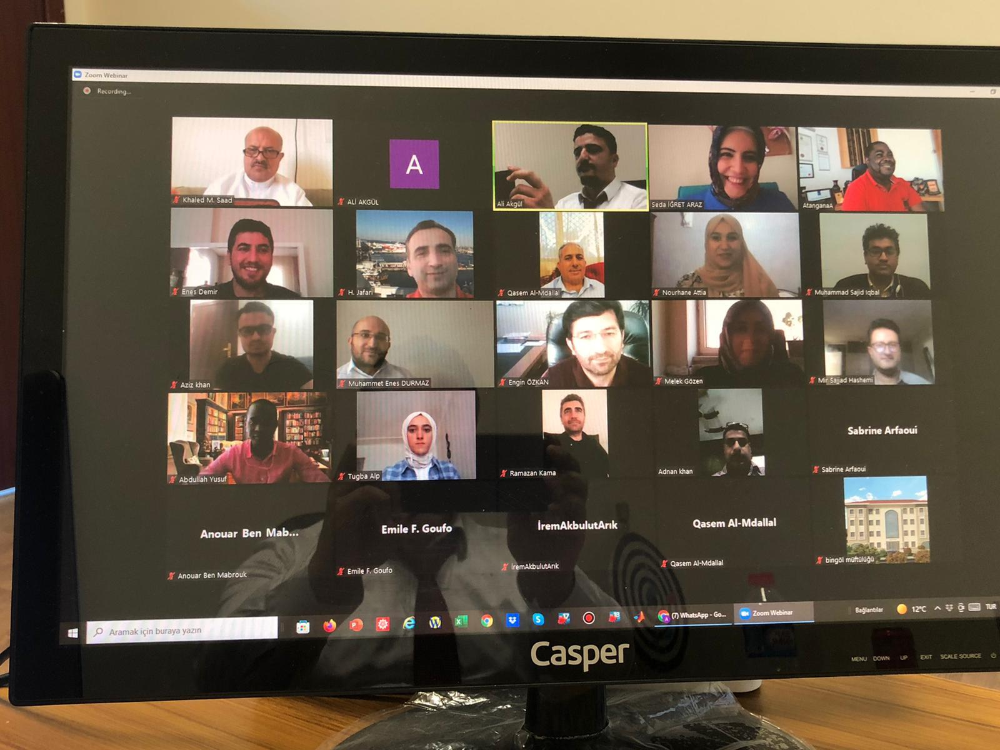 Zoom Webinar
Recording...
A
Khaled M. Saad
ALİ AKGÜL
Ali Akgül
Seda İĞRET ARAZ
AtanganaA
Enes Demir
H. Jafari
Qasem Al-Mdallal
Nourhane Attia
Muhammad Sajid Iqbal
Aziz khan
Muhammet Enes DURMAZ
Engin ÖZKAN
Melek Gözen
Mir Sajjad Hashemi
Sabrine Arfaoui
Abdullah Yusuf
Tugba Alp
Ramazan Kama
Adnan khan
Sabrine Arfaoui
Anouar Ben Mab...
Emile F. Goufo
İremAkbulutArık
Qasem Al-Mdallal
Anouar Ben Mabrouk
Emile F. Goufo
İremAkbulutArık
Qasem Al-Mdallal
bingöl müftülüğü
Aramak için buraya yazın
17
18
(7) WhatsApp - Go...
Zoom Webinar
Bağlantılar
12°C
TUR
Casper
MENU DOWN UP EXIT SCALE SOURCE